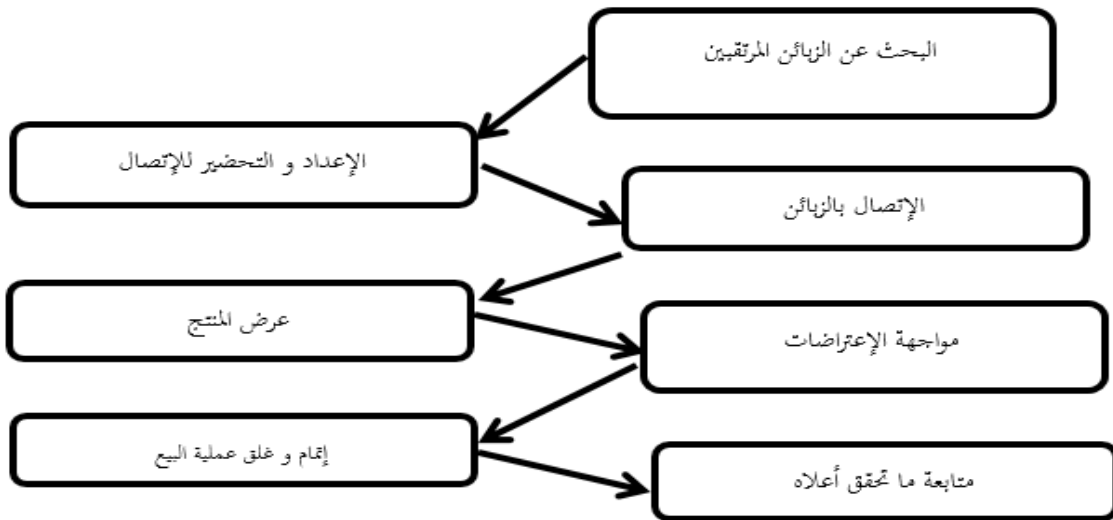 البحث عن الزبائن المرتقبين
الإعداد و التحضير للإتصال
الإتصال بالزبائن
عرض المنتج
مواجهة الإعتراضات
إتمام و غلق عملية البيع
متابعة ما تحقق أعلاه